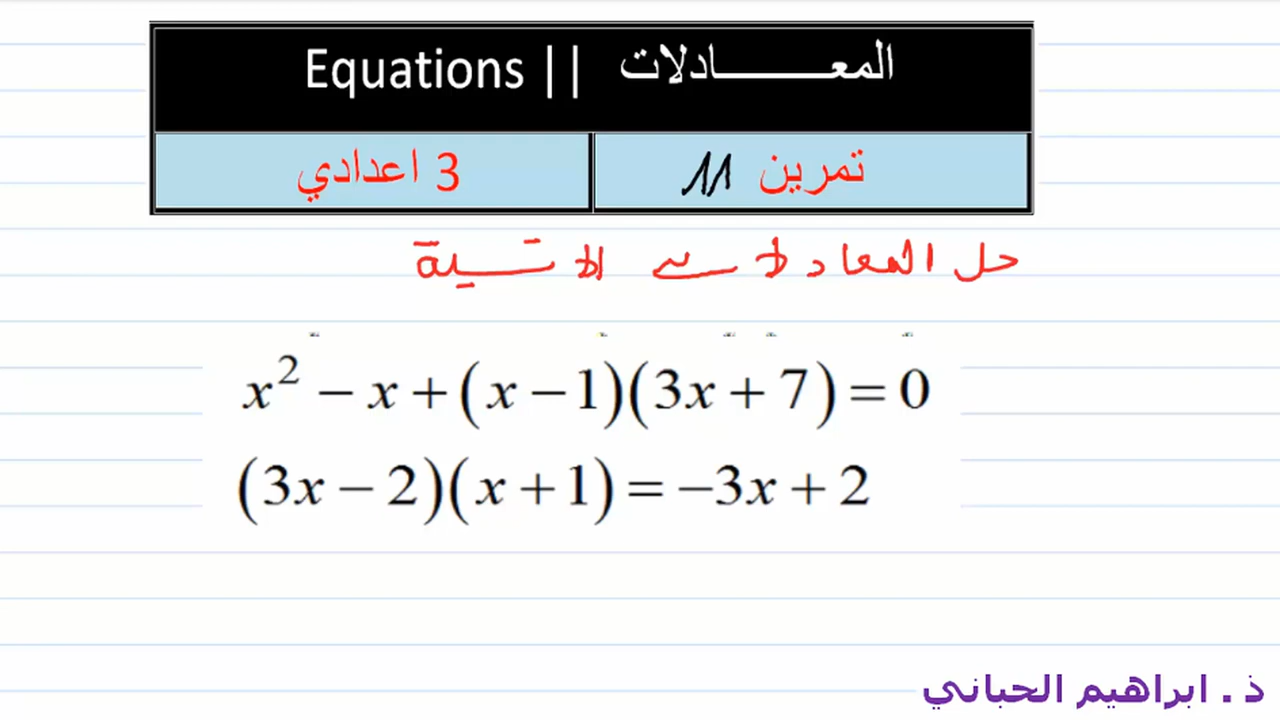 Equations || المعـــــــادلات
تمرين 11
3 اعدادي
حل المعادلات الاتية
x² − x + (x − 1)(3x + 7) = 0
(3x − 2)(x + 1) = −3x + 2
ذ . ابراهيم الحباني